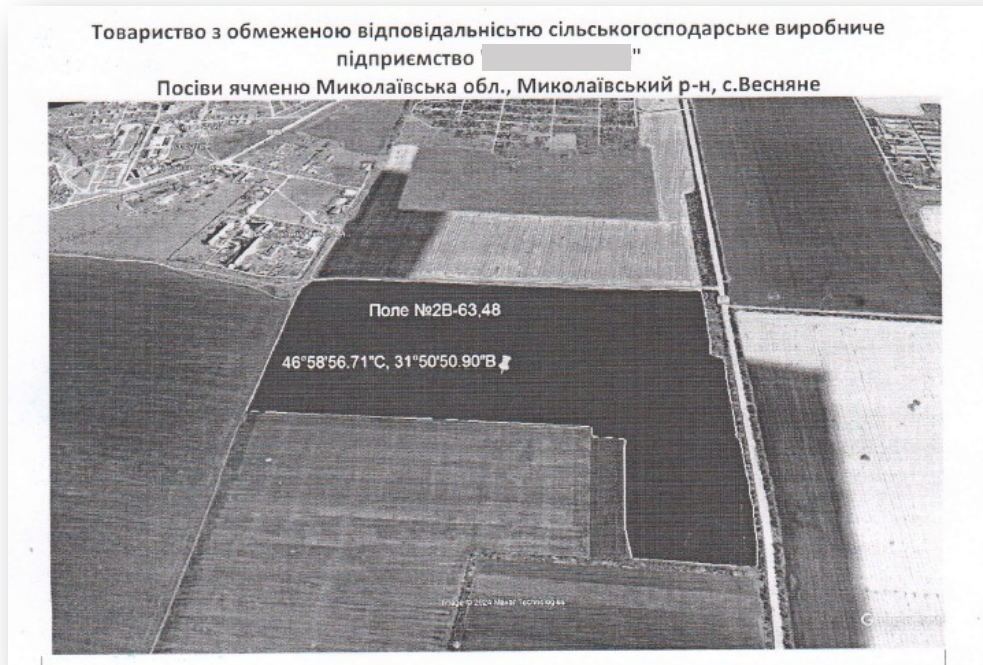 Товариство з обмеженою відповідальністю сільськогосподарське виробниче
підприємство " "
Посіви ячменю Миколаївська обл., Миколаївський р-н, с.Весняне
Поле №2В-63,48
46°58'56.71"С, 31°50'50.90"В
Image © 2024 Maxar Technologies